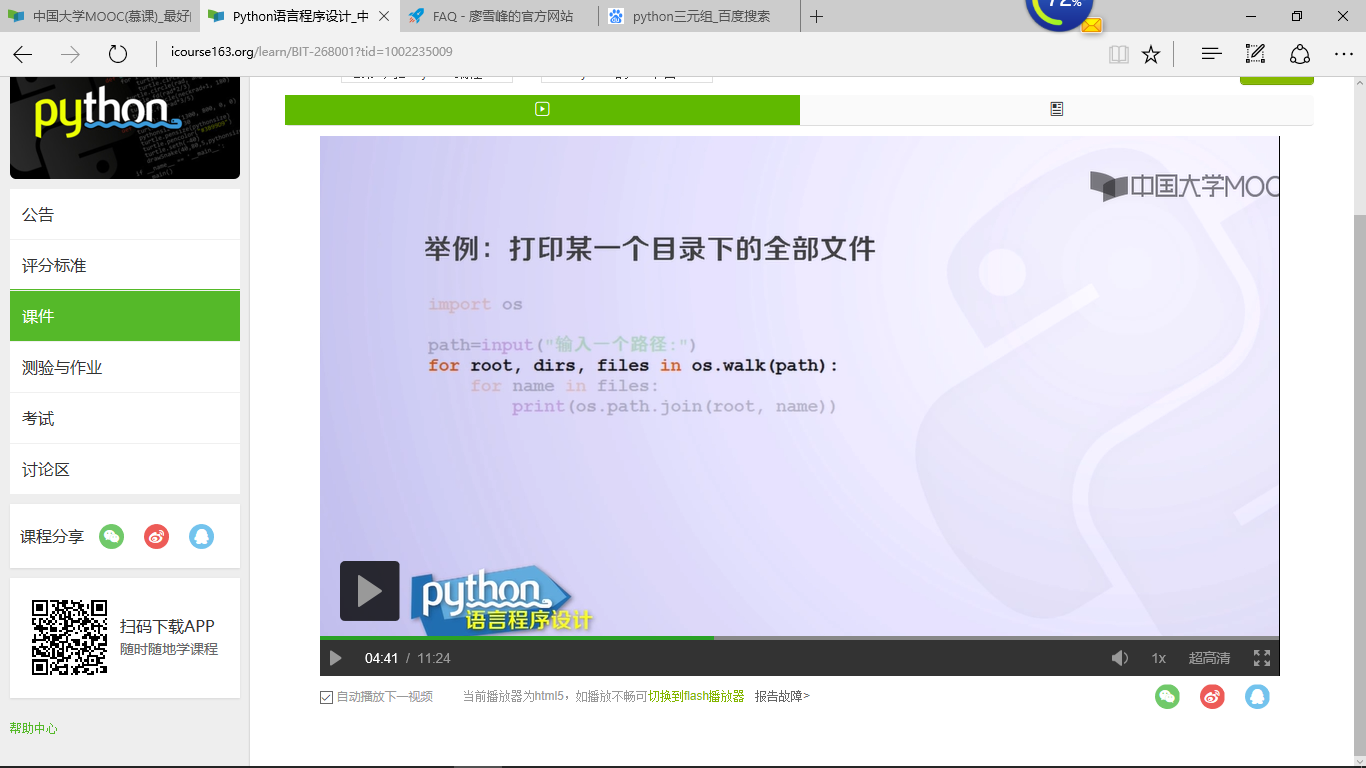 中国大学MOOC(慕课)_最好
Python语言程序设计_中
FAQ - 廖雪峰的官方网站
python三元组_百度搜索
72%
icourse163.org/learn/BIT-268001?tid=1002235009
python
公告
评分标准
课件
测验与作业
考试
讨论区
课程分享
扫码下载APP
随时随地学课程
帮助中心
中国大学MOOC
举例：打印某一个目录下的全部文件
import os
path=input("输入一个路径:")
for root, dirs, files in os.walk(path):
for name in files:
print(os.path.join(root, name))
python
语言程序设计
04:41 / 11:24
1x
超高清
自动播放下一视频
当前播放器为html5，如播放不畅可切换到flash播放器
报告故障>